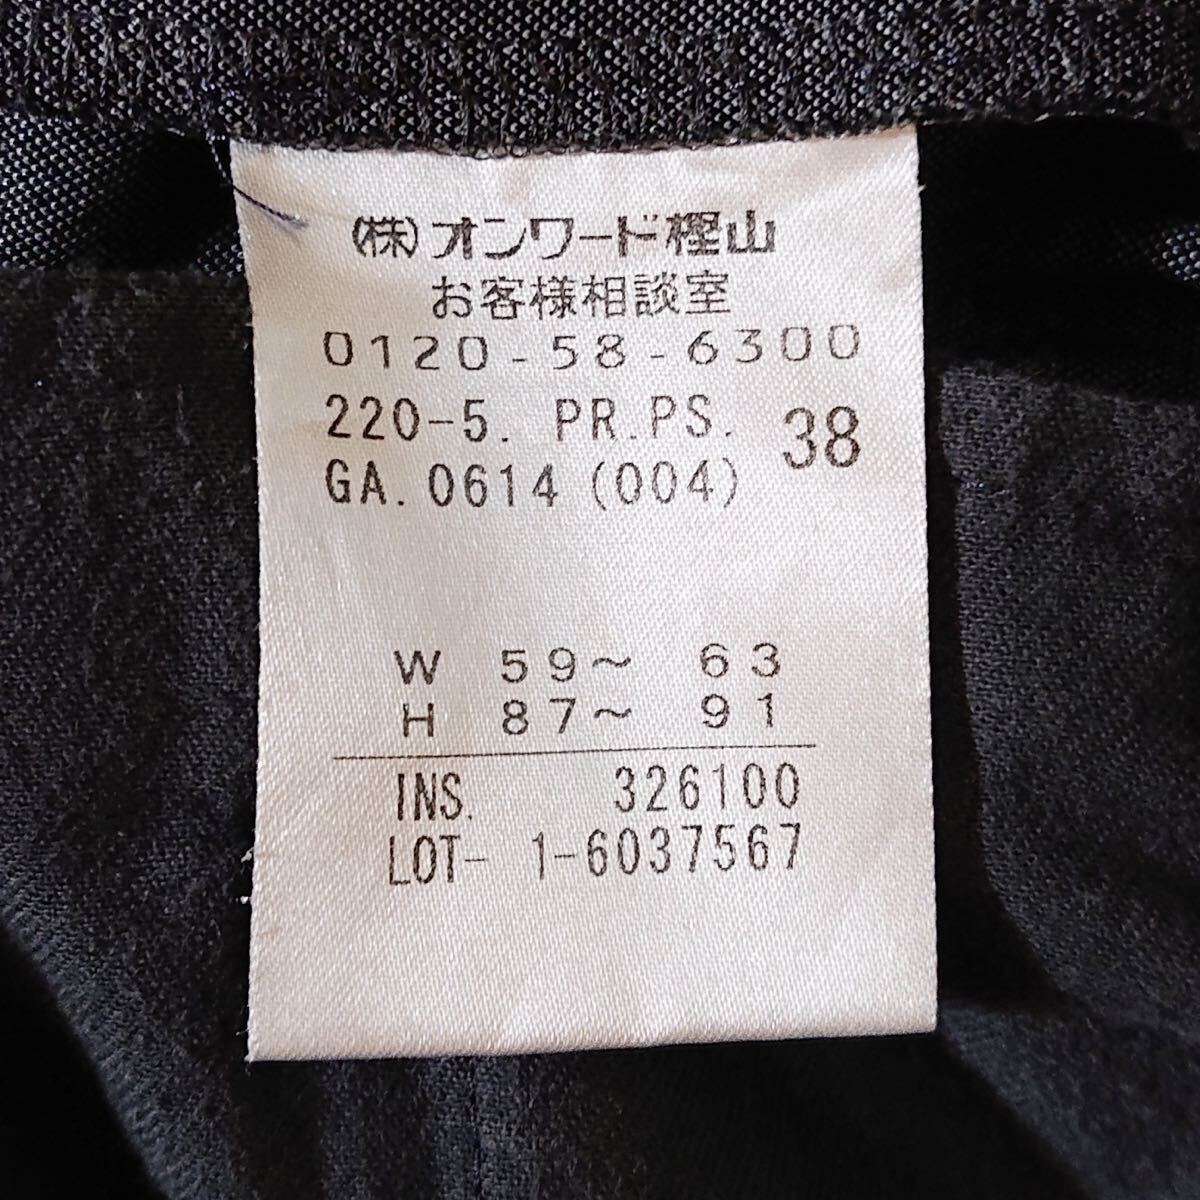 (株)オンワード樫山
お客様相談室
0120-58-6300
220-5. PR.PS. 38
GA.0614(004)
W 59〜 63
H 87〜 91
INS. 326100
LOT- 1-6037567